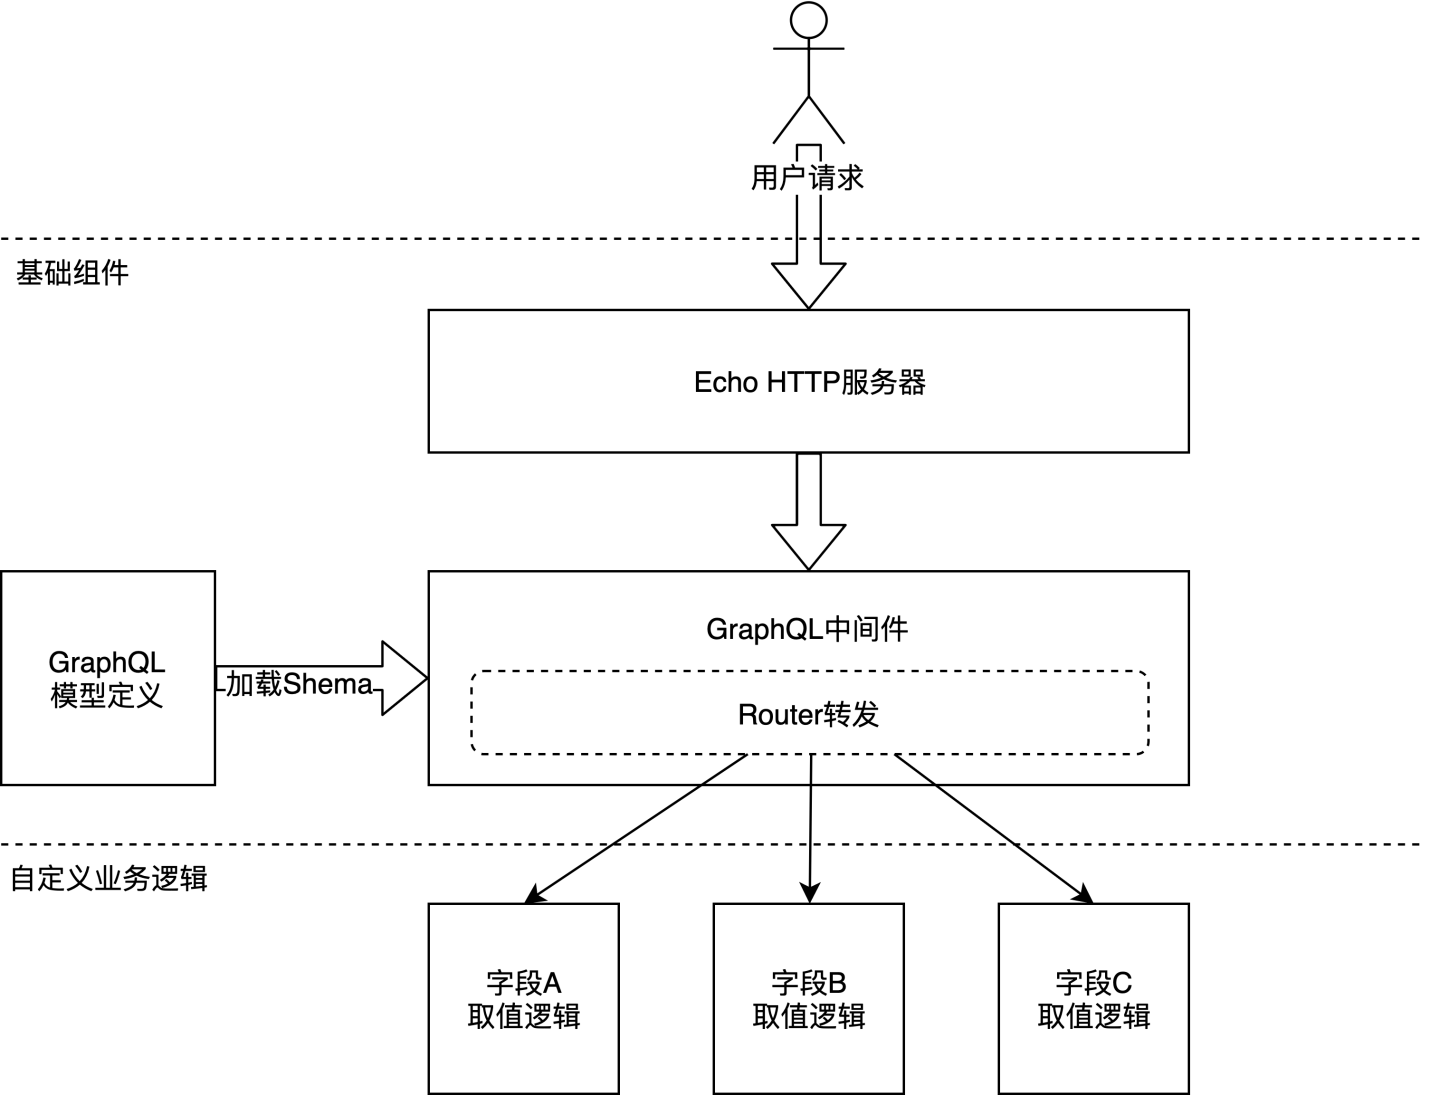 用户请求
基础组件
Echo HTTP服务器
GraphQL中间件
GraphQL
模型定义
加载Shema
Router转发
自定义业务逻辑
字段A
取值逻辑
字段B
取值逻辑
字段C
取值逻辑